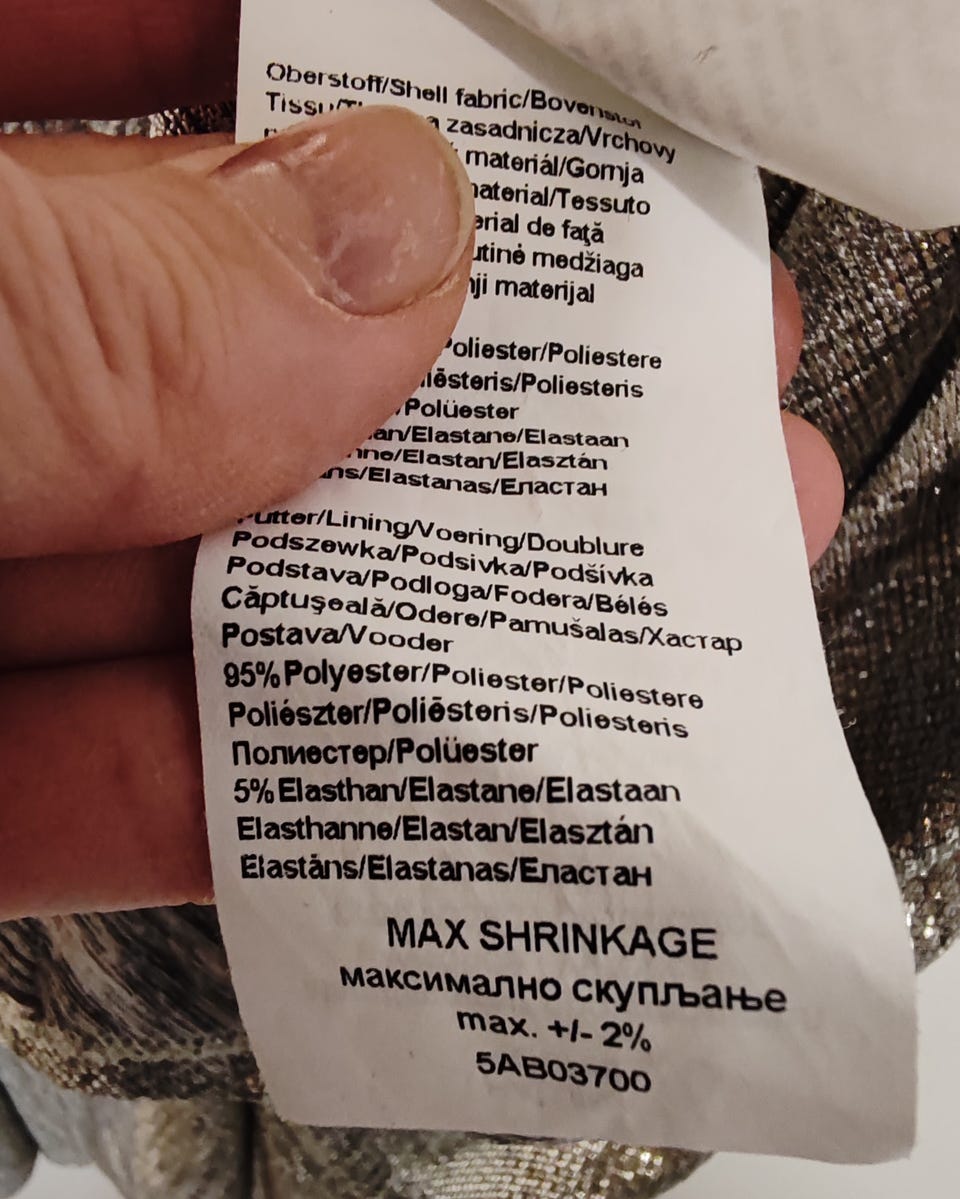 Oberstoff/Shell fabric/Bovenstof
zasadnicza/Vrchovy
materiál/Gornja
material/Tessuto
de faţă
medžiaga
materijal
Poliester/Poliestere
Poliesteris
/Polüester
/Elastane/Elastaan
/Elastan/Elasztán
/Elastanas/Еластан
Futter/Lining/Voering/Doublure
Podszewka/Podsivka/Podšívka
Podstava/Podloga/Fodera/Bélés
Căptuşeală/Odere/Pamušalas/Хастар
Postava/Vooder
95% Polyester/Poliester/Poliestere
Poliészter/Poliēsteris/Poliesteris
Полиестер/Polüester
5% Elasthan/Elastane/Elastaan
Elasthanne/Elastan/Elasztán
Elastāns/Elastanas/Еластан
MAX SHRINKAGE
максимално скупљање
max. +/- 2%
5AB03700